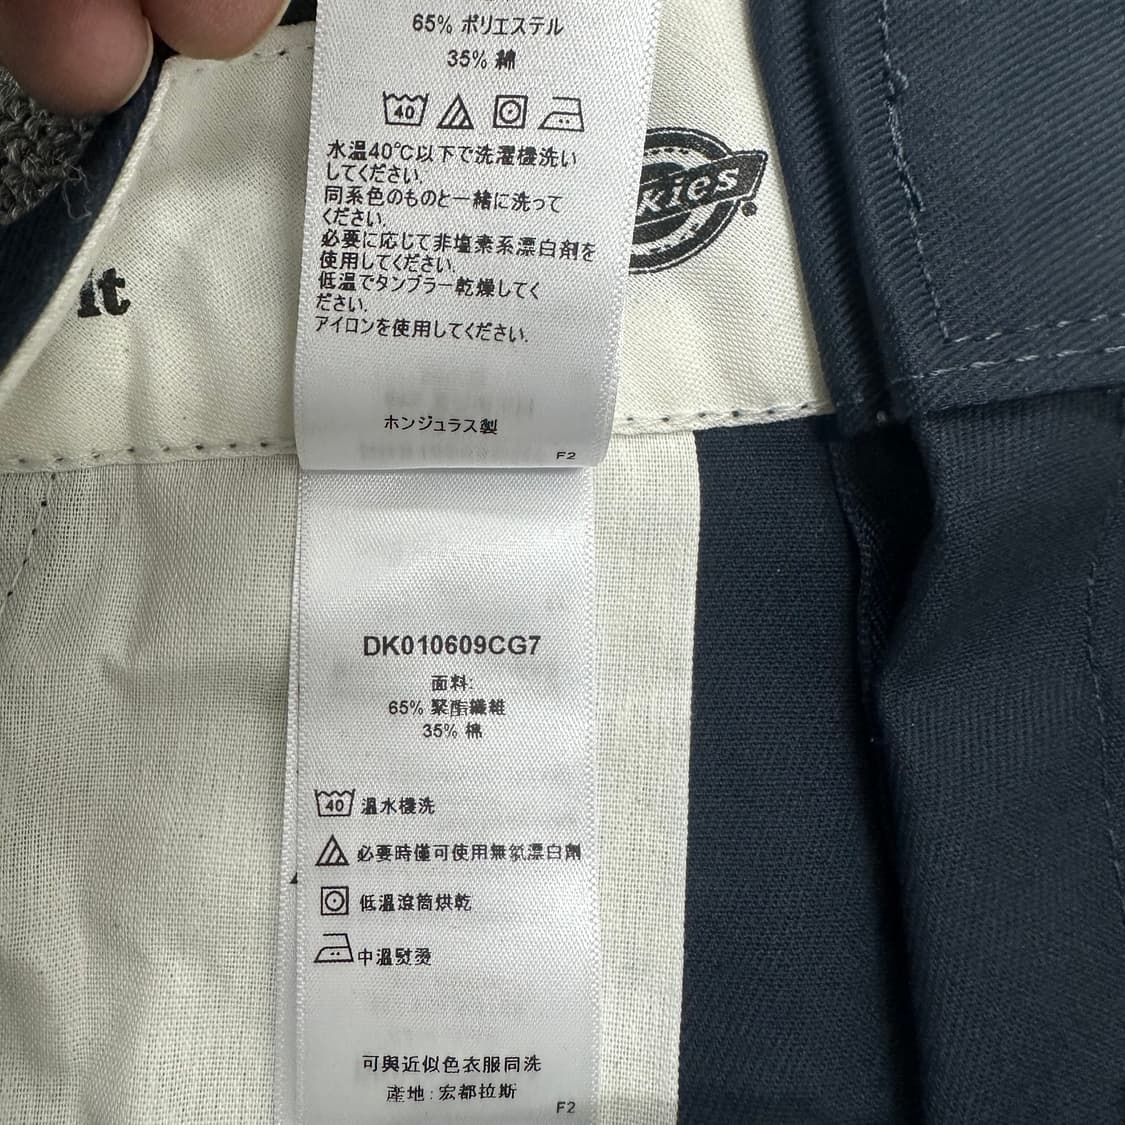 65% ポリエステル
35% 綿
40
水温40℃以下で洗濯機洗い
してください.
同系色のものと一緒に洗って
ください.
必要に応じて非塩素系漂白剤を
使用してください.
低温でタンブラー乾燥してく
ださい.
アイロンを使用してください.
ホンジュラス製
F2
kies®
lt
DK010609CG7
面料:
65% 聚酯纖維
35% 棉
40 溫水機洗
必要時僅可使用無氯漂白劑
低溫滾筒烘乾
中溫熨燙
可與近似色衣服同洗
產地:宏都拉斯
F2